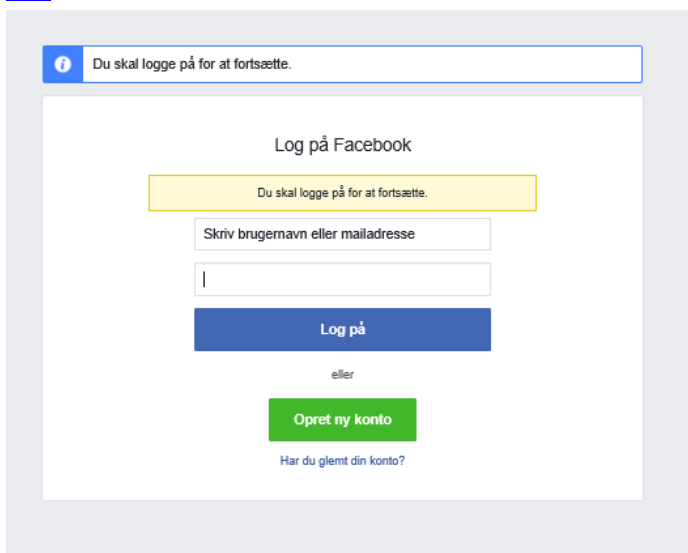 Du skal logge på for at fortsætte.
Log på Facebook
Du skal logge på for at fortsætte.
Skriv brugernavn eller mailadresse
Log på
eller
Opret ny konto
Har du glemt din konto?